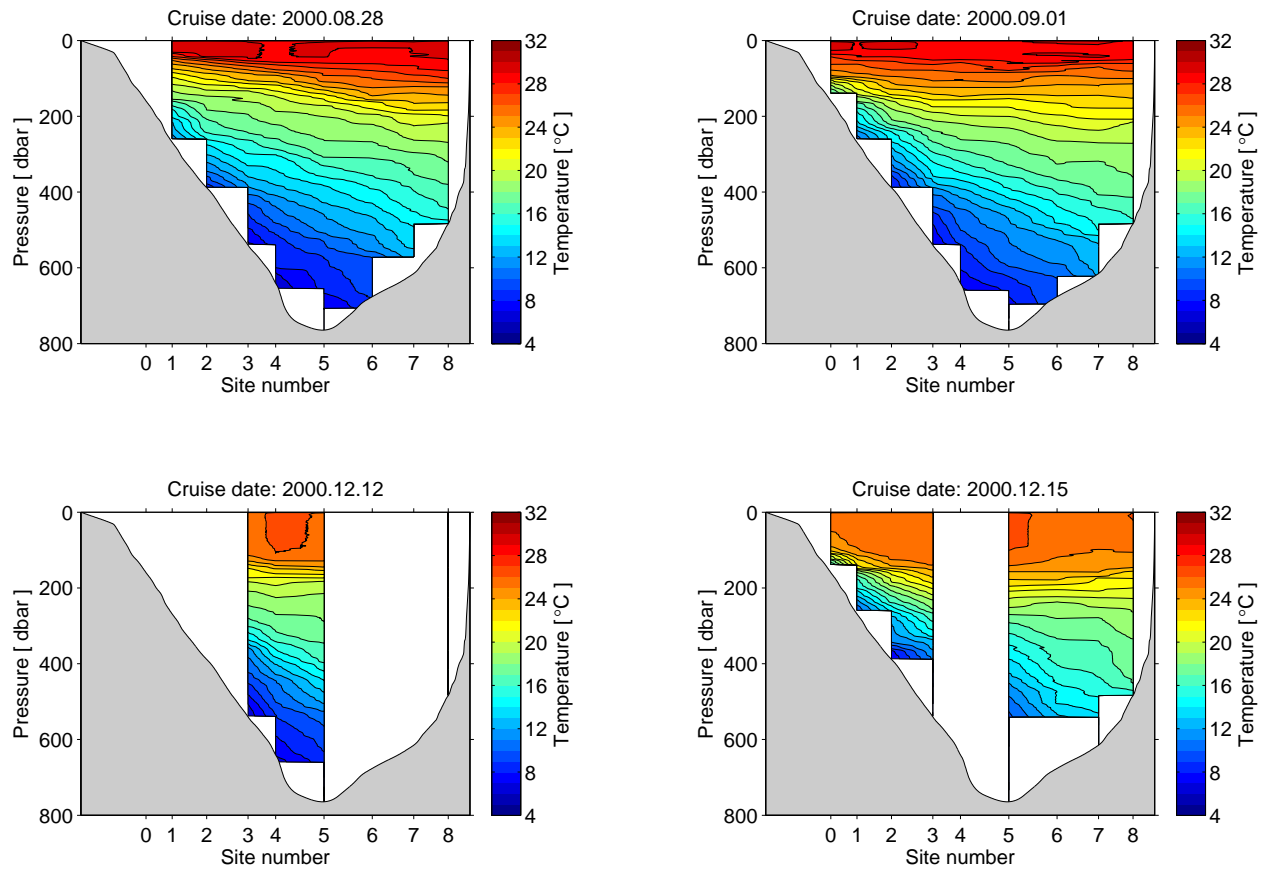 Cruise date: 2000.08.28
0
200
400
600
800
Pressure [ dbar ]
0 1 2 3 4 5 6 7 8
Site number
32
28
24
20
16
12
8
4
Temperature [ °C ]
Cruise date: 2000.09.01
0
200
400
600
800
Pressure [ dbar ]
0 1 2 3 4 5 6 7 8
Site number
32
28
24
20
16
12
8
4
Temperature [ °C ]
Cruise date: 2000.12.12
0
200
400
600
800
Pressure [ dbar ]
0 1 2 3 4 5 6 7 8
Site number
32
28
24
20
16
12
8
4
Temperature [ °C ]
Cruise date: 2000.12.15
0
200
400
600
800
Pressure [ dbar ]
0 1 2 3 4 5 6 7 8
Site number
32
28
24
20
16
12
8
4
Temperature [ °C ]